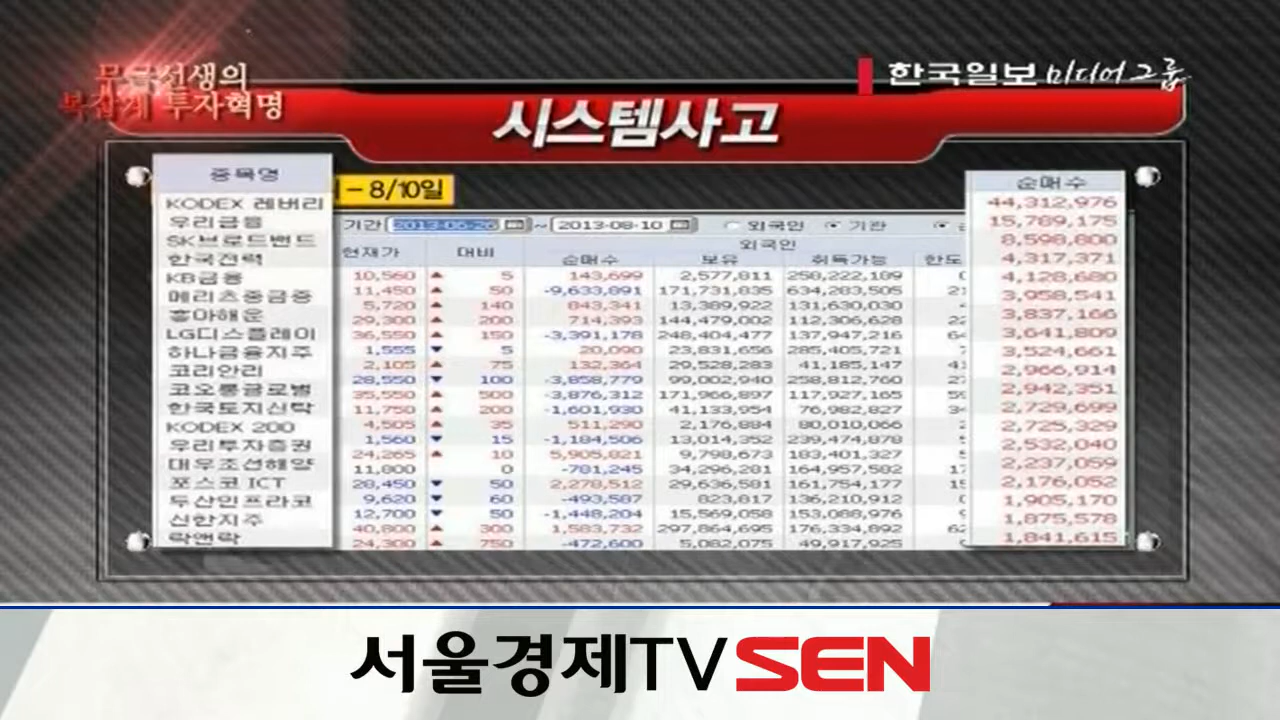 무극선생의
복잡계 투자혁명
한국일보 미디어그룹
시스템사고
- 8/10일
종목명
KODEX 레버리
우리금융
SK브로드밴드
한국전력
KB금융
메리츠종금증
흥아해운
LG디스플레이
하나금융지주
코리안리
코오롱글로벌
한국토지신탁
KODEX 200
우리투자증권
대우조선해양
포스코 ICT
두산인프라코
신한지주
락앤락
기간 2013-06-26 ~ 2013-08-10 외국인 기관
현재가 대비 외국인
순매수 보유 취득가능 한도
10,560 ▲ 5 143,699 2,577,811 258,222,189
11,450 ▲ 50 -9,633,891 171,731,835 634,283,505
5,720 ▲ 140 843,341 13,389,922 131,630,030
29,300 ▲ 200 714,393 144,479,002 112,306,628
36,550 ▲ 150 -3,391,178 248,404,477 137,947,216
1,555 ▼ 5 20,090 23,831,656 285,405,721
2,105 ▲ 75 132,364 29,528,283 41,185,147
28,550 ▼ 100 -3,858,779 99,002,940 258,812,760
35,550 ▲ 500 -3,876,312 171,966,897 117,927,165
11,750 ▲ 200 -1,601,930 41,133,954 76,982,827
4,505 ▲ 35 511,290 2,176,884 80,010,066
1,560 ▼ 15 -1,184,506 13,014,352 239,474,878
24,265 ▲ 10 5,905,821 9,798,673 183,401,327
11,800 0 -781,245 34,296,281 164,957,582
28,450 ▼ 50 2,278,512 29,636,581 161,754,177
9,620 ▼ 60 -493,587 823,817 136,210,912
12,700 ▼ 50 -1,448,204 15,569,058 153,088,976
40,800 ▲ 300 1,583,732 297,864,695 176,334,892
24,300 ▲ 750 -472,600 5,082,075 49,917,925
순매수
44,312,976
15,789,175
8,598,800
4,317,371
4,128,680
3,958,541
3,837,166
3,641,809
3,524,661
2,966,914
2,942,351
2,729,699
2,725,329
2,532,040
2,237,059
2,176,052
1,905,170
1,875,578
1,841,615
서울경제TV SEN